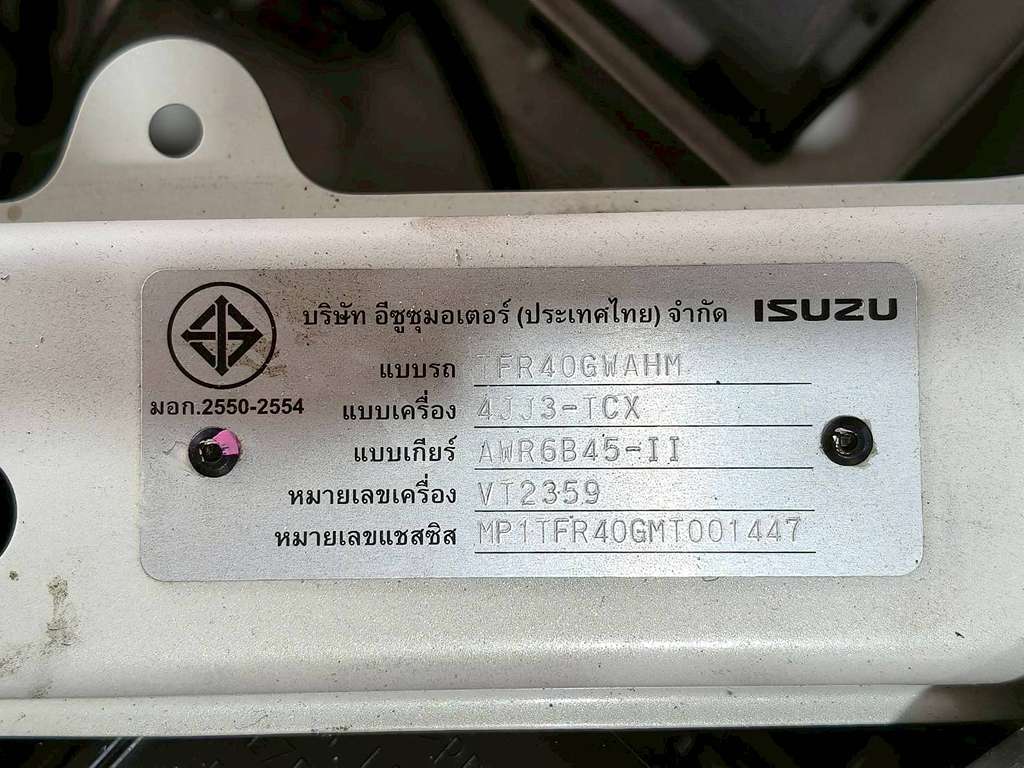 บริษัท อีซูซุมอเตอร์ (ประเทศไทย) จำกัด ISUZU
แบบรถ TFR40GWAHM
มอก.2550-2554 แบบเครื่อง 4JJ3-TCX
แบบเกียร์ AWR6B45-II
หมายเลขเครื่อง VT2359
หมายเลขแชสซิส MP1TFR40GMT001447